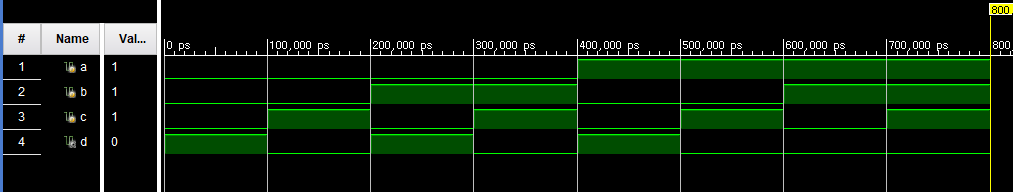 800
# Name Val...
0 ps 100,000 ps 200,000 ps 300,000 ps 400,000 ps 500,000 ps 600,000 ps 700,000 ps 800,
1 a 1
2 b 1
3 c 1
4 d 0